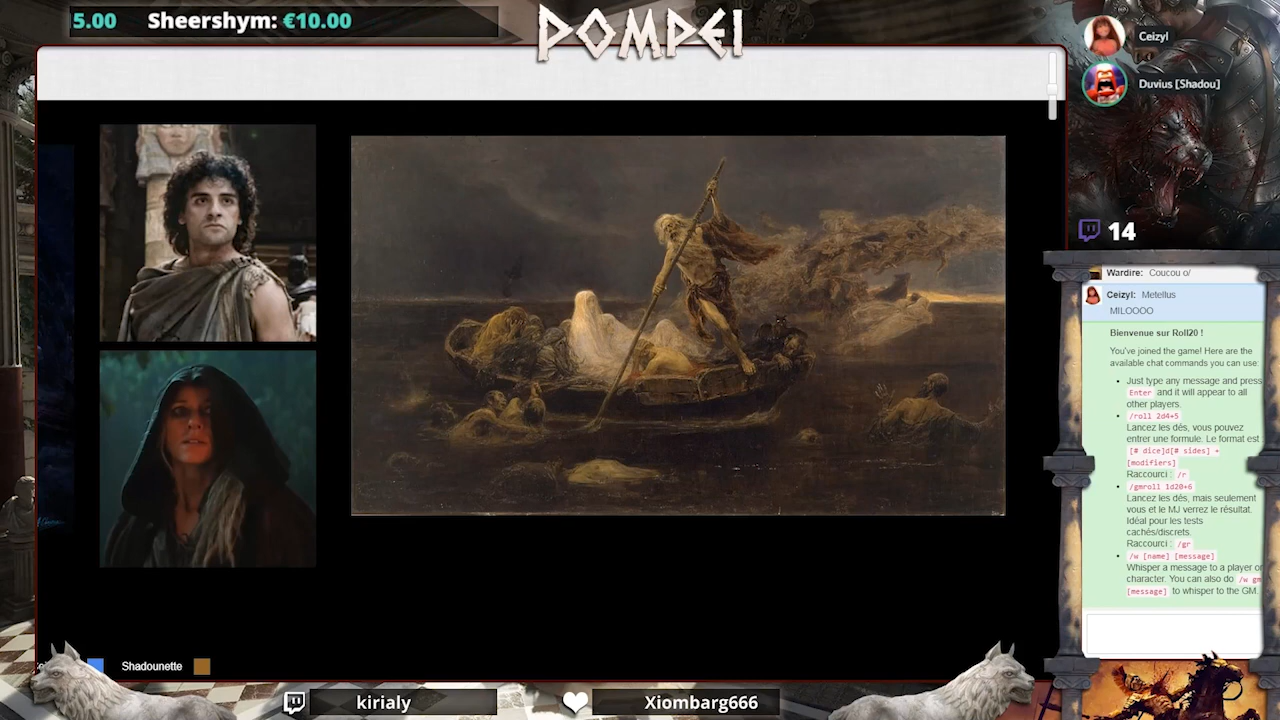 5.00 Sheershym: €10.00
POMPEI
Ceizyl
Duvius [Shadou]
14
Wardire: Coucou o/
Ceizyl: Metellus
MILOOOO
Bienvenue sur Roll20 !
You've joined the game! Here are the
available chat commands you can use:
Just type any message and press
Enter and it will appear to all
other players.
/roll 2d4+5
Lancez les dés, vous pouvez
entrer une formule. Le format est :
[# dice]d[# sides] +
[modifiers]
Raccourci : /r
/gmroll 1d20+6
Lancez les dés, mais seulement
vous et le MJ verrez le résultat.
Idéal pour les tests
cachés/discrets.
Raccourci : /gr
/w [name] [message]
Whisper a message to a player or
character. You can also do /w gm
[message] to whisper to the GM.
Shadounette
kirialy
Xiombarg666